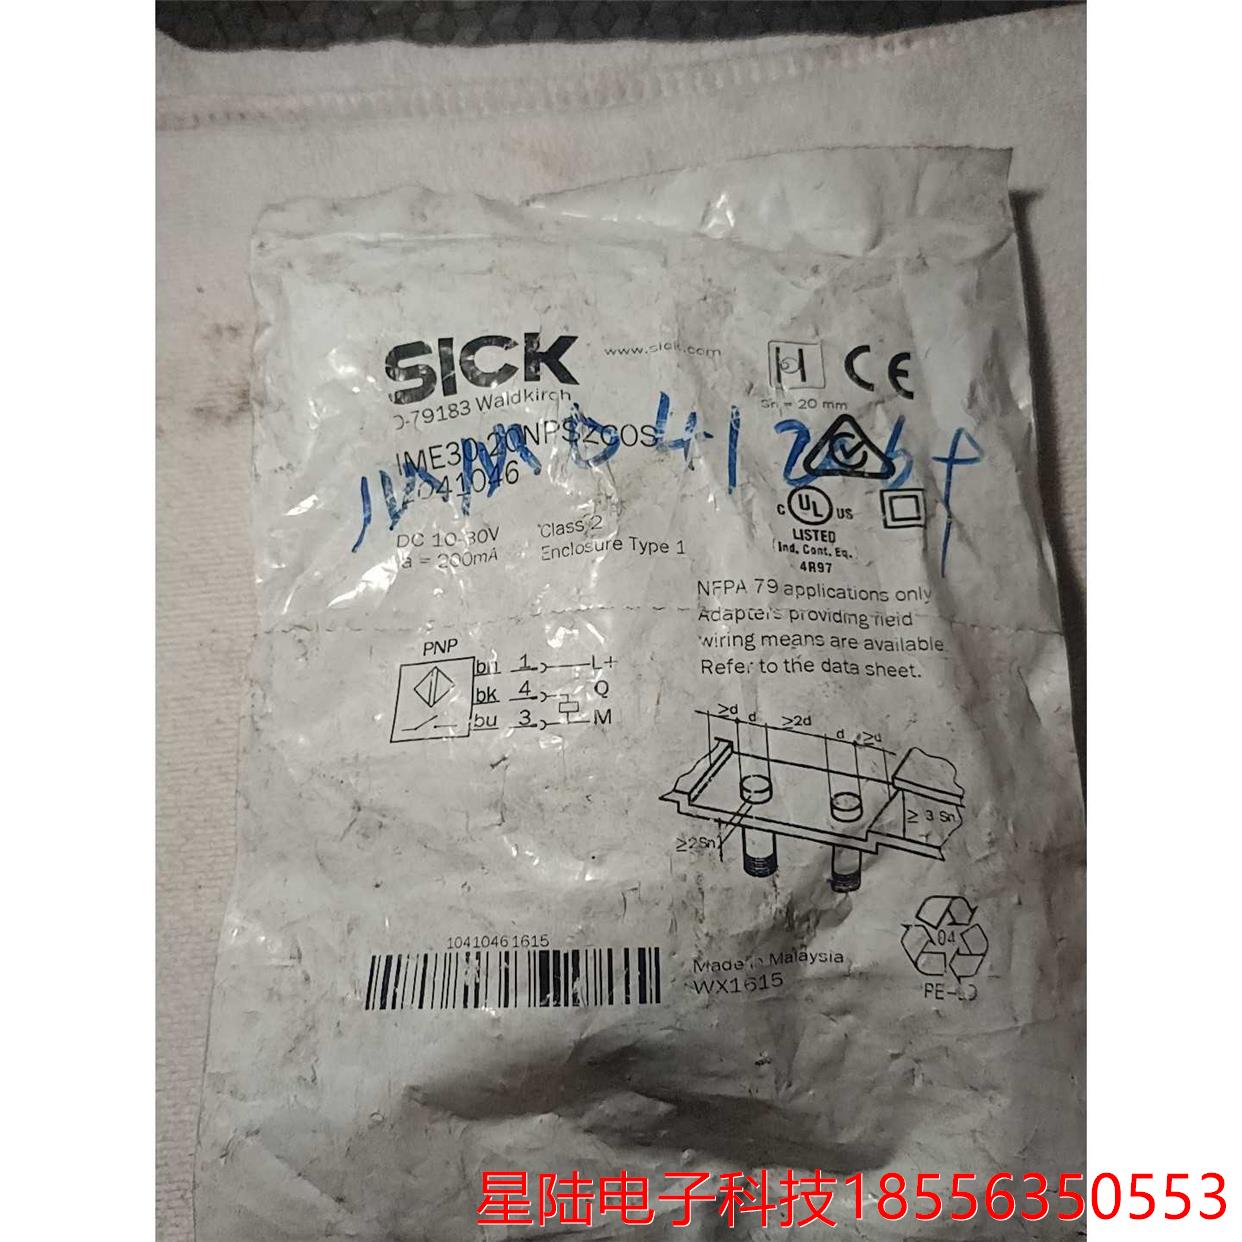 SICK
www.sick.com
D-79183 Waldkirch
Sn = 20 mm
IME30-20NPSZC0S
1041046
DC 10-30V
Ia = 200mA
Class 2
Enclosure Type 1
C UL US
LISTED
(Ind. Cont. Eq.)
4R97
NFPA 79 applications only
Adapters providing field
wiring means are available.
Refer to the data sheet.
PNP
bn 1 L+
bk 4 Q
bu 3 M
≥d d ≥2d d ≥d
≥ 3 Sn
≥2Sn
10410461615
Made in Malaysia
WX1615
04
PE-LD
星陆电子科技18556350553